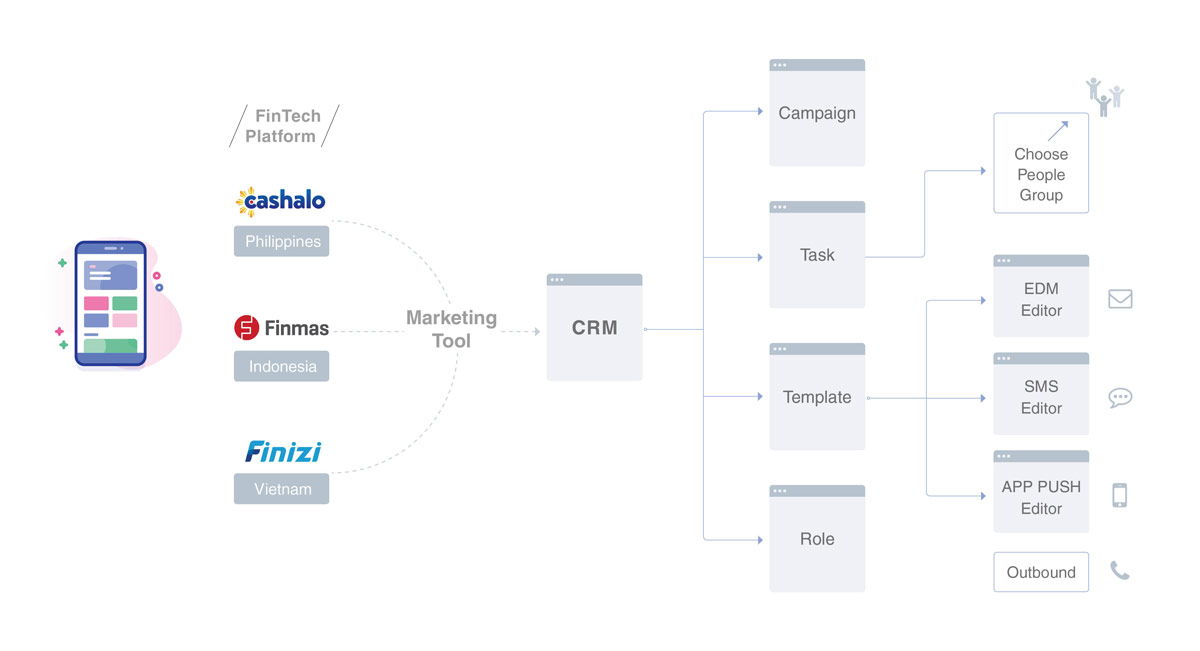 FinTech
Platform
cashalo
Philippines
Finmas
Indonesia
Finizi
Vietnam
Marketing
Tool
CRM
Campaign
Task
Template
Role
Choose
People
Group
EDM
Editor
SMS
Editor
APP PUSH
Editor
Outbound